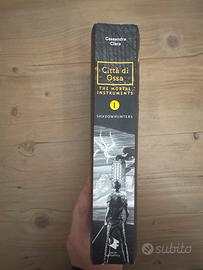 Cassandra
Clare
Città di
Ossa
THE MORTAL
INSTRUMENTS
1
SHADOWHUNTERS
subito